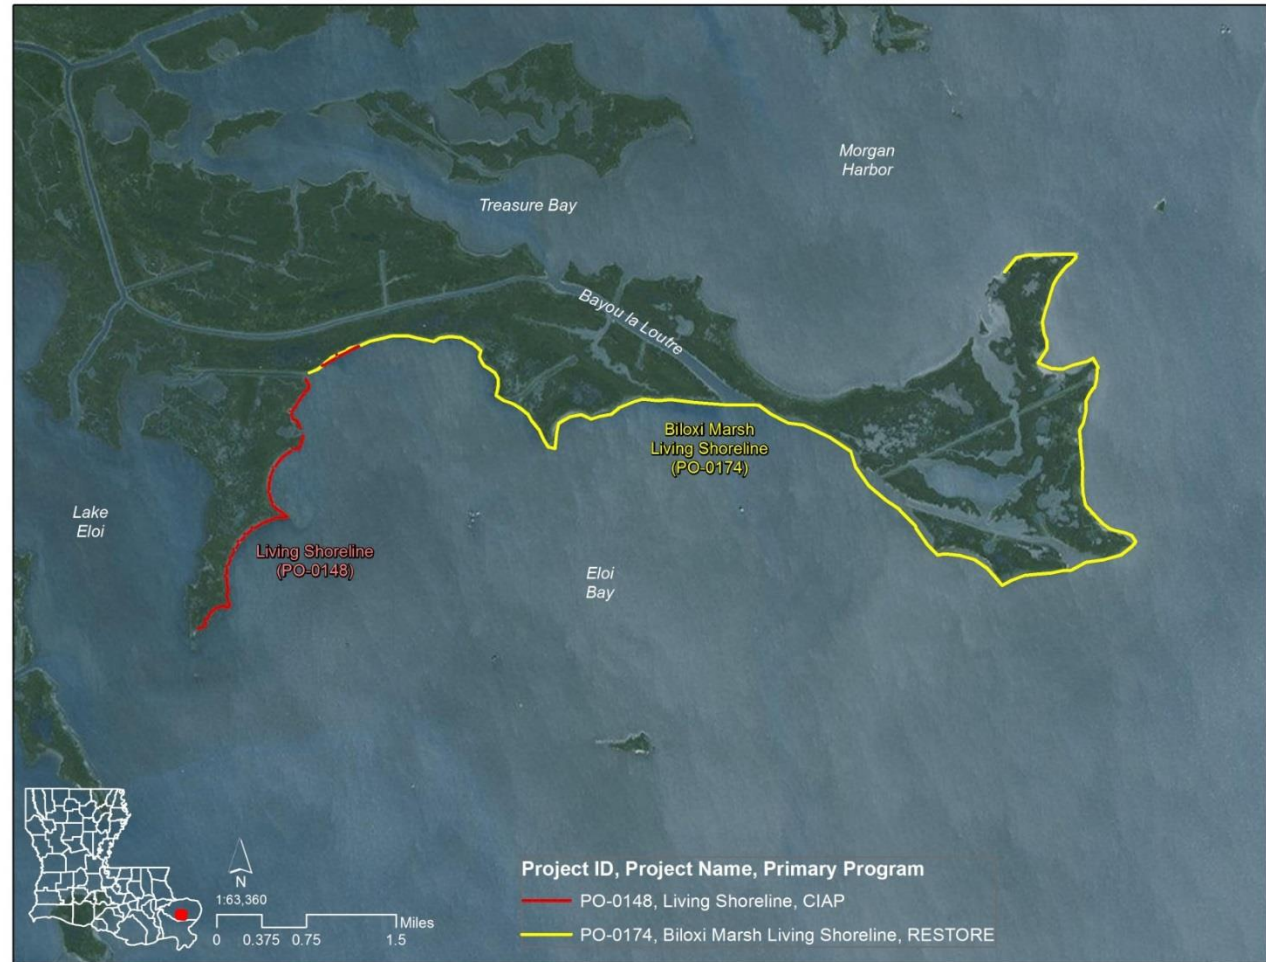 Morgan
Harbor
Treasure Bay
Bayou la Loutre
Biloxi Marsh
Living Shoreline
(PO-0174)
Lake
Eloi
Living Shoreline
(PO-0148)
Eloi
Bay
N
1:63,360
Miles
0 0.375 0.75 1.5
Project ID, Project Name, Primary Program
PO-0148, Living Shoreline, CIAP
PO-0174, Biloxi Marsh Living Shoreline, RESTORE